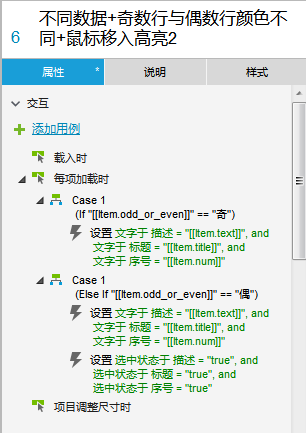 6
不同数据+奇数行与偶数行颜色不
同+鼠标移入高亮2
属性 * 说明 样式
交互
添加用例
载入时
每项加载时
Case 1
(If "[[Item.odd_or_even]]" == "奇")
设置 文字于 描述 = "[[Item.text]]", and
文字于 标题 = "[[Item.title]]", and
文字于 序号 = "[[Item.num]]"
Case 1
(Else If "[[Item.odd_or_even]]" == "偶")
设置 文字于 描述 = "[[Item.text]]", and
文字于 标题 = "[[Item.title]]", and
文字于 序号 = "[[Item.num]]"
设置 选中状态于 描述 = "true", and
选中状态于 标题 = "true", and
选中状态于 序号 = "true"
项目调整尺寸时